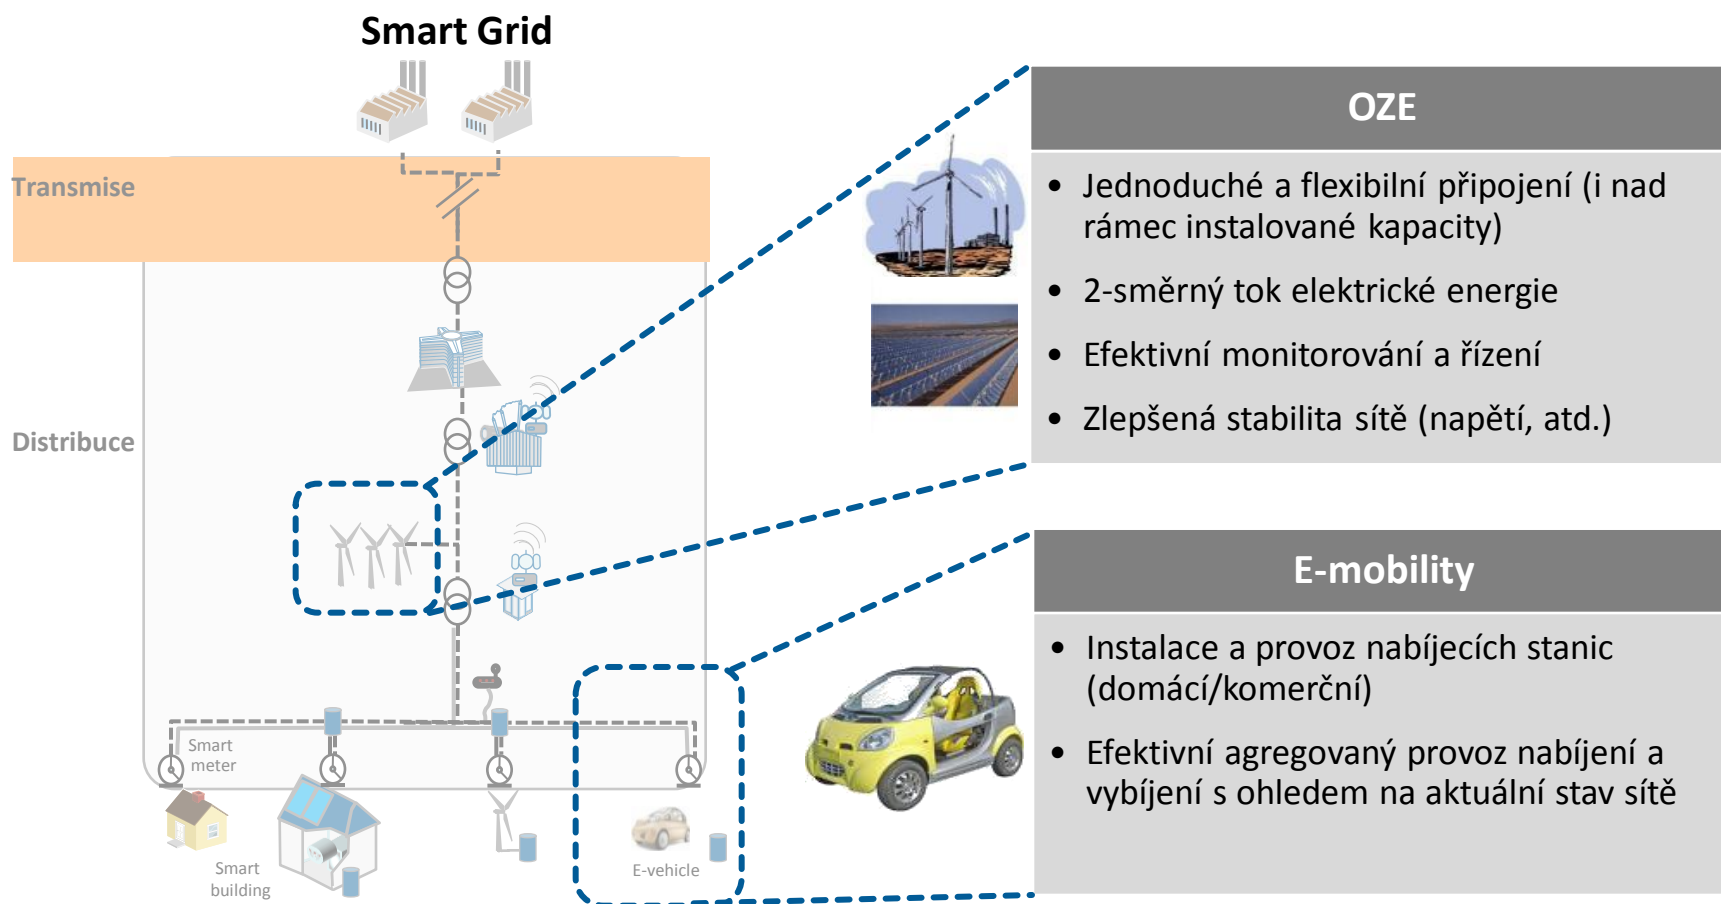 Smart Grid
Transmise
Distribuce
Smart
meter
Smart
building
E-vehicle
OZE
• Jednoduché a flexibilní připojení (i nad
rámec instalované kapacity)
• 2-směrný tok elektrické energie
• Efektivní monitorování a řízení
• Zlepšená stabilita sítě (napětí, atd.)
E-mobility
• Instalace a provoz nabíjecích stanic
(domácí/komerční)
• Efektivní agregovaný provoz nabíjení a
vybíjení s ohledem na aktuální stav sítě